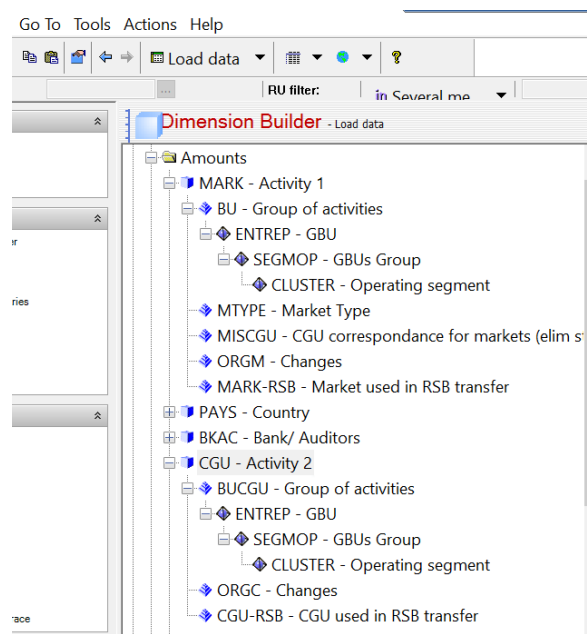 Go To Tools Actions Help
Load data
RU filter:
in Several me
Dimension Builder - Load data
Amounts
MARK - Activity 1
BU - Group of activities
ENTREP - GBU
SEGMOP - GBUs Group
CLUSTER - Operating segment
MTYPE - Market Type
MISCGU - CGU correspondance for markets (elim s
ORGM - Changes
MARK-RSB - Market used in RSB transfer
PAYS - Country
BKAC - Bank/ Auditors
CGU - Activity 2
BUCGU - Group of activities
ENTREP - GBU
SEGMOP - GBUs Group
CLUSTER - Operating segment
ORGC - Changes
CGU-RSB - CGU used in RSB transfer
er
ries
race